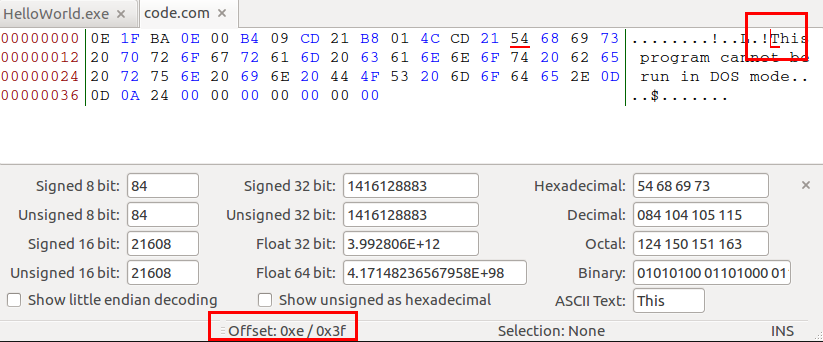 HelloWorld.exe × code.com ×
00000000 0E 1F BA 0E 00 B4 09 CD 21 B8 01 4C CD 21 54 68 69 73 ........!..L.!This
00000012 20 70 72 6F 67 72 61 6D 20 63 61 6E 6E 6F 74 20 62 65  program cannot be
00000024 20 72 75 6E 20 69 6E 20 44 4F 53 20 6D 6F 64 65 2E 0D  run in DOS mode..
00000036 0D 0A 24 00 00 00 00 00 00 00 ..$.......
Signed 8 bit: 84 Signed 32 bit: 1416128883 Hexadecimal: 54 68 69 73 ×
Unsigned 8 bit: 84 Unsigned 32 bit: 1416128883 Decimal: 084 104 105 115
Signed 16 bit: 21608 Float 32 bit: 3.992806E+12 Octal: 124 150 151 163
Unsigned 16 bit: 21608 Float 64 bit: 4.17148236567958E+98 Binary: 01010100 01101000 01
Show little endian decoding Show unsigned as hexadecimal ASCII Text: This
Offset: 0xe / 0x3f Selection: None INS